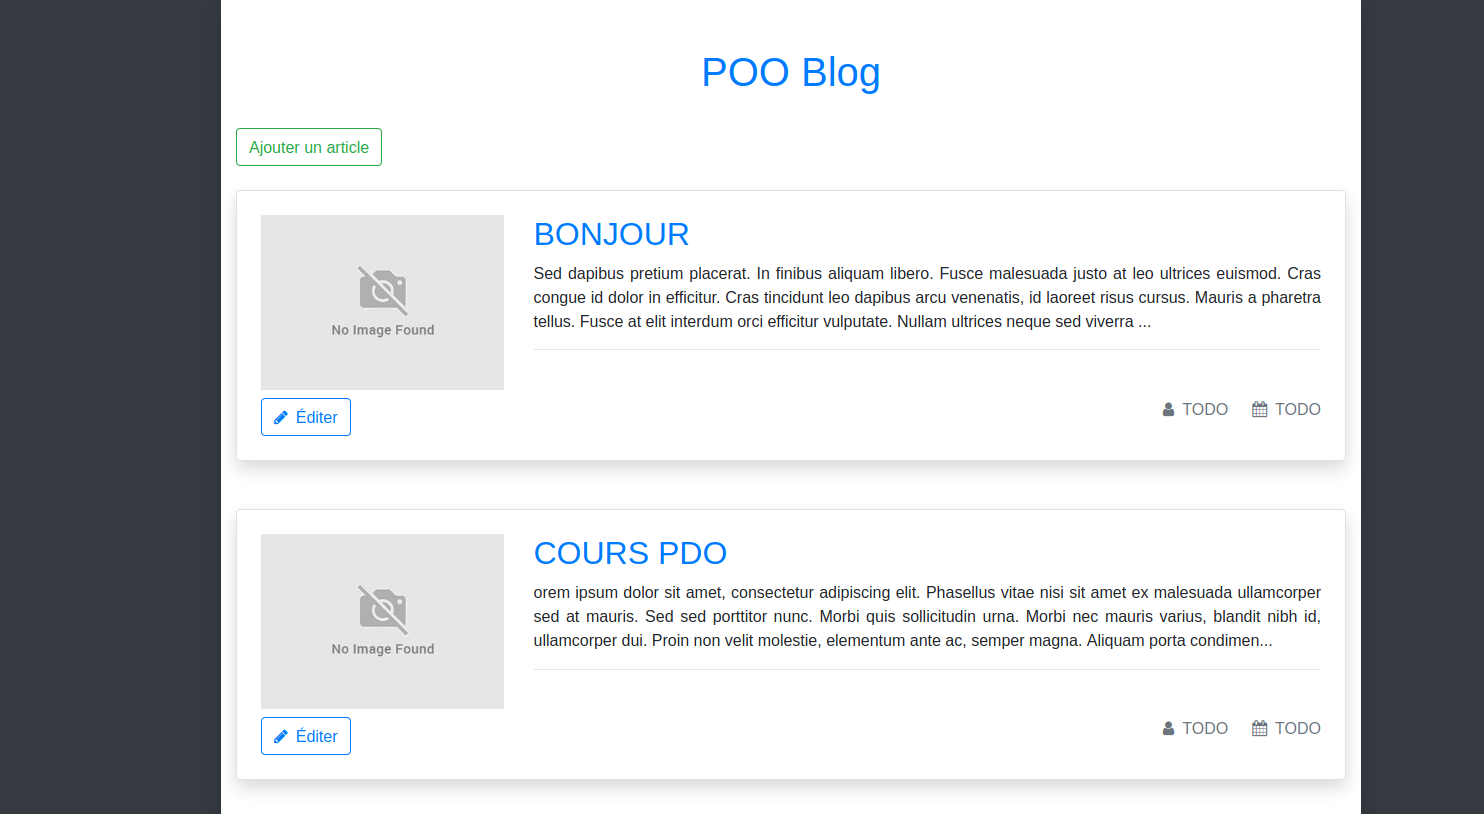 POO Blog
Ajouter un article
No Image Found
BONJOUR
Sed dapibus pretium placerat. In finibus aliquam libero. Fusce malesuada justo at leo ultrices euismod. Cras
congue id dolor in efficitur. Cras tincidunt leo dapibus arcu venenatis, id laoreet risus cursus. Mauris a pharetra
tellus. Fusce at elit interdum orci efficitur vulputate. Nullam ultrices neque sed viverra ...
Éditer
TODO TODO
No Image Found
COURS PDO
orem ipsum dolor sit amet, consectetur adipiscing elit. Phasellus vitae nisi sit amet ex malesuada ullamcorper
sed at mauris. Sed sed porttitor nunc. Morbi quis sollicitudin urna. Morbi nec mauris varius, blandit nibh id,
ullamcorper dui. Proin non velit molestie, elementum ante ac, semper magna. Aliquam porta condimen...
Éditer
TODO TODO